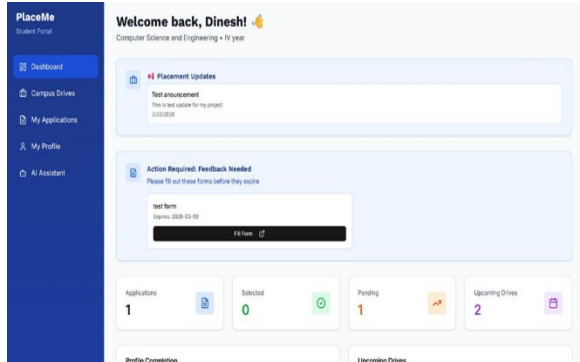 PlaceMe
Student Portal
Dashboard
Campus Drives
My Applications
My Profile
AI Assistant
Welcome back, Dinesh!
Computer Science and Engineering • IV year
Placement Updates
Test anouncement
This is test update for my project
2/20/2026
Action Required: Feedback Needed
Please fill out these forms before they expire
test form
Expires: 2026-03-09
Fill Form
Applications
1
Selected
0
Pending
1
Upcoming Drives
2
Profile Completion
Upcoming Drives